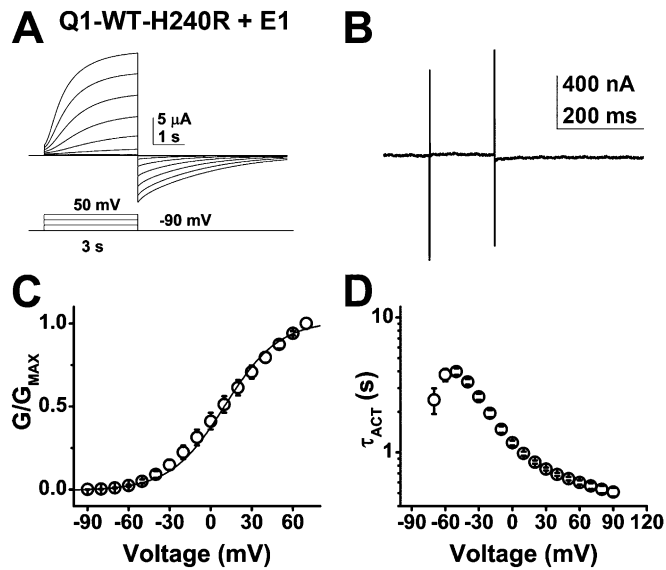 A Q1-WT-H240R + E1
5 μA
1 s
50 mV
-90 mV
3 s
B
400 nA
200 ms
C
G/GMAX
1.0
0.5
0.0
-90 -60 -30 0 30 60
Voltage (mV)
D
τACT (s)
10
1
-90 -60 -30 0 30 60 90 120
Voltage (mV)